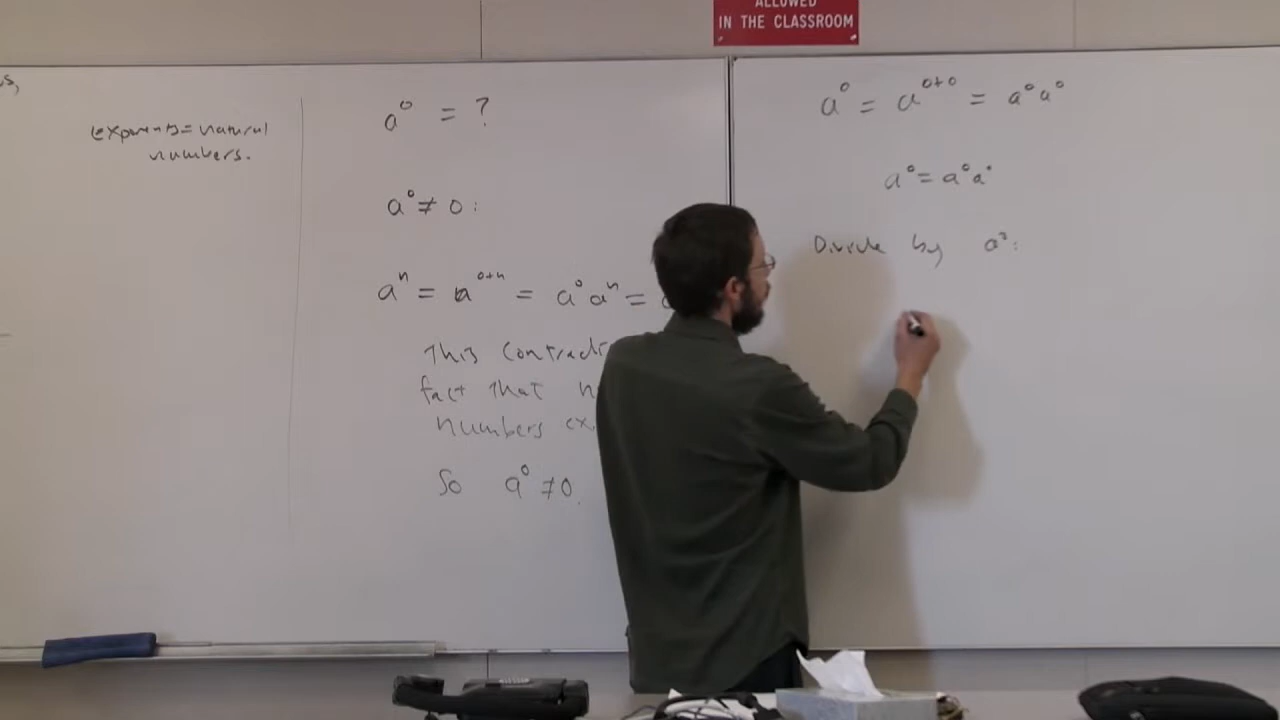 ALLOWED
IN THE CLASSROOM
s,
exponents = natural
numbers.
a⁰ = ?
a⁰ ≠ 0 :
aⁿ = a⁰⁺ⁿ = a⁰aⁿ =
This
fact that
numbers
So a⁰ ≠ 0.
a⁰ = a⁰⁺⁰ = a⁰a⁰
a⁰ = a⁰a⁰
Divide by a⁰: